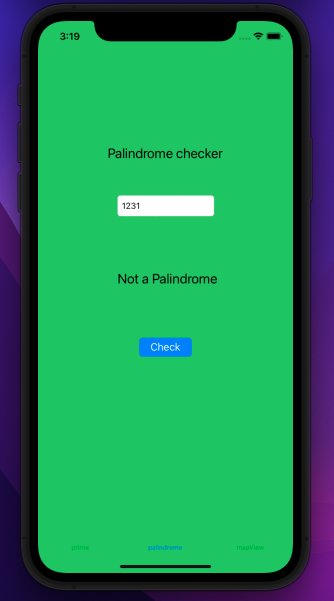 3:19
Palindrome checker
1231
Not a Palindrome
Check
prime
palindrome
mapView